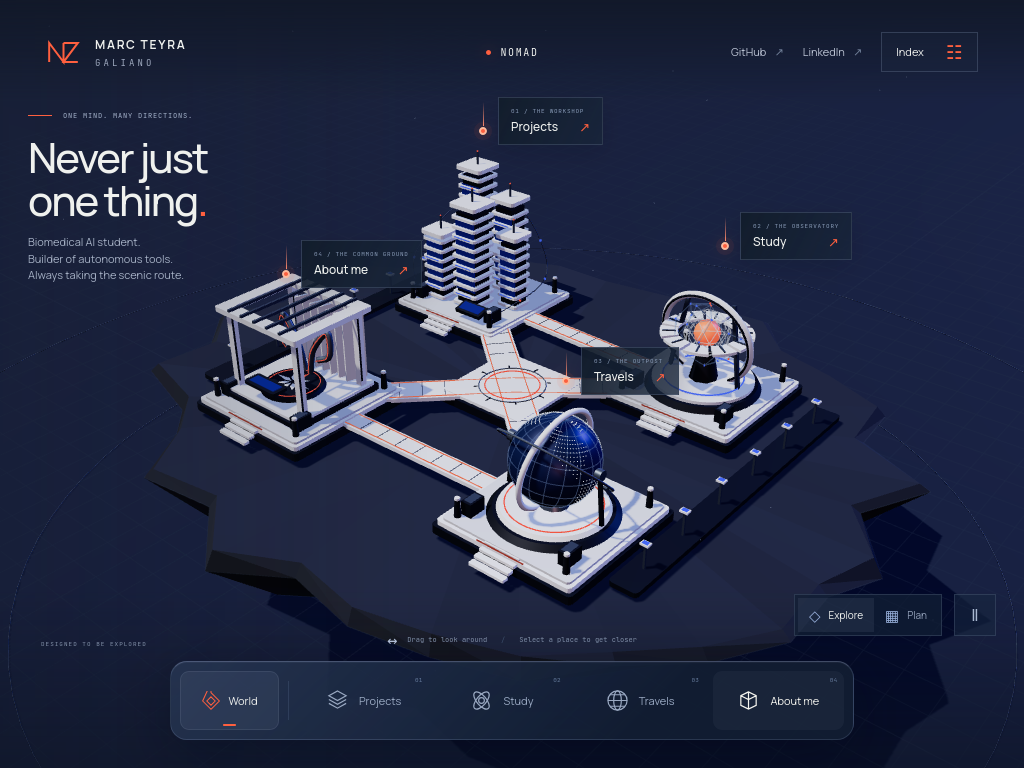 MARC TEYRA
GALIANO
NOMAD
GitHub ↗
LinkedIn ↗
Index
ONE MIND. MANY DIRECTIONS.
Never just
one thing.
Biomedical AI student.
Builder of autonomous tools.
Always taking the scenic route.
01 / THE WORKSHOP
Projects ↗
02 / THE OBSERVATORY
Study ↗
04 / THE COMMON GROUND
About me ↗
03 / THE OUTPOST
Travels ↗
Explore
Plan
DESIGNED TO BE EXPLORED
Drag to look around / Select a place to get closer
World
Projects 01
Study 02
Travels 03
About me 04